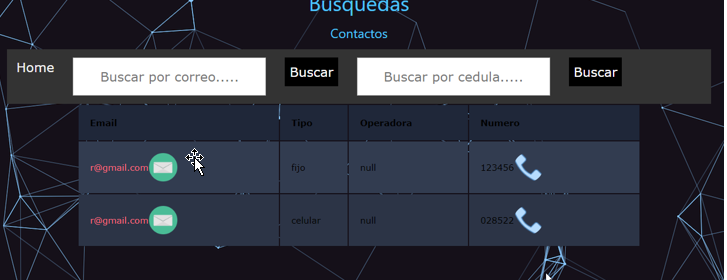 Busquedas
Contactos
Home Buscar por correo..... Buscar Buscar por cedula..... Buscar
Email Tipo Operadora Numero
r@gmail.com fijo null 123456
r@gmail.com celular null 028522